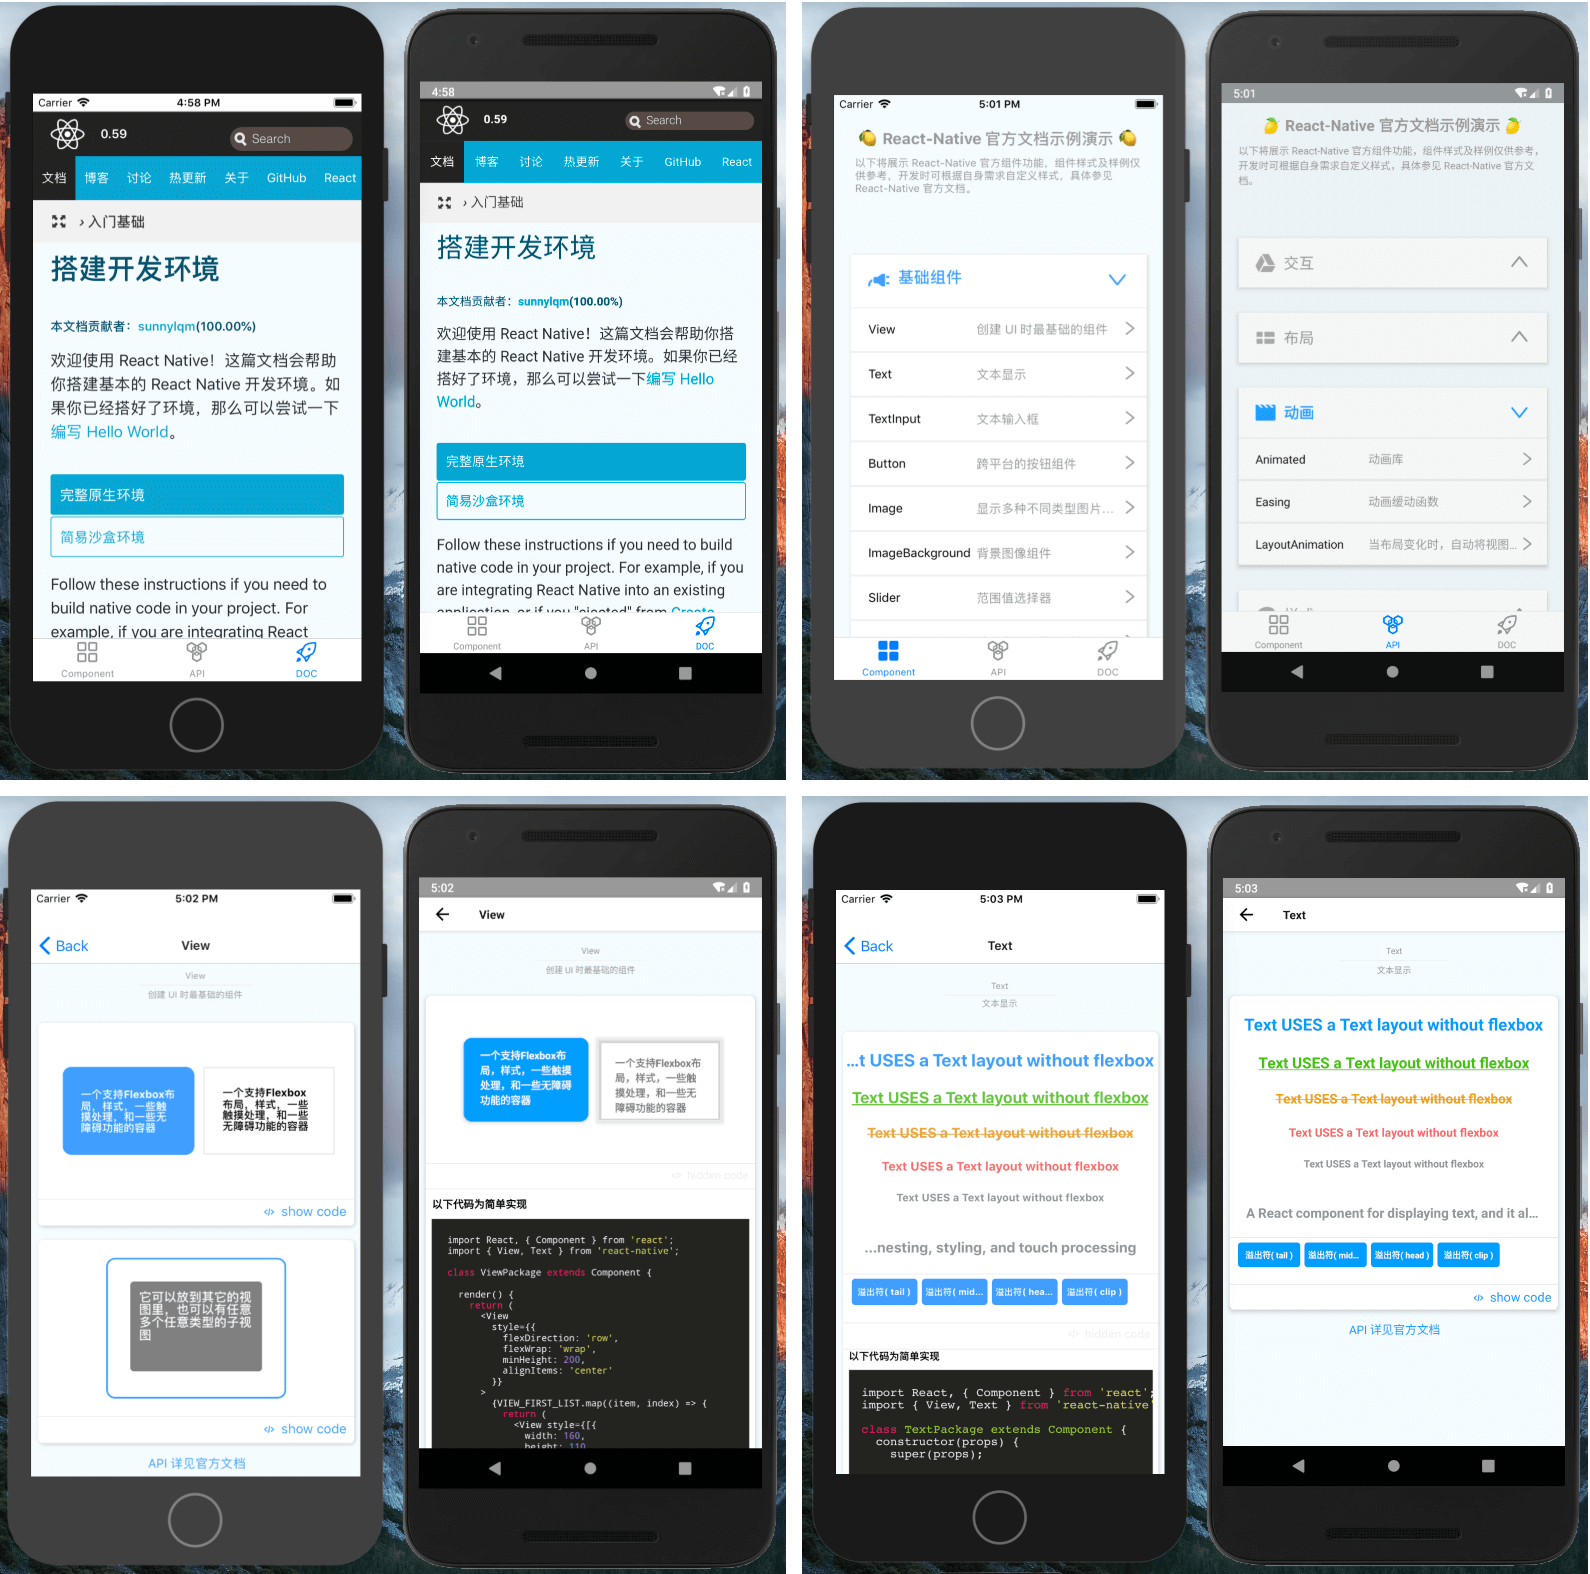 Carrier
4:58 PM
0.59
Search
文档 博客 讨论 热更新 关于 GitHub React
› 入门基础
搭建开发环境
本文档贡献者：sunnylqm(100.00%)
欢迎使用 React Native！这篇文档会帮助
你搭建基本的 React Native 开发环境。如
果你已经搭好了环境，那么可以尝试一下
编写 Hello World。
完整原生环境
简易沙盒环境
Follow these instructions if you need to
build native code in your project. For
example, if you are integrating React
Component API DOC
4:58
0.59
Search
文档 博客 讨论 热更新 关于 GitHub React
› 入门基础
搭建开发环境
本文档贡献者：sunnylqm(100.00%)
欢迎使用 React Native！这篇文档会帮助你搭
建基本的 React Native 开发环境。如果你已经
搭好了环境，那么可以尝试一下编写 Hello
World。
完整原生环境
简易沙盒环境
Follow these instructions if you need to build
native code in your project. For example, if you
are integrating React Native into an existing
application, or if you "ejected" from Create
Component API DOC
Carrier
5:01 PM
React-Native 官方文档示例演示
以下将展示 React-Native 官方组件功能，组件样式及样例仅
供参考，开发时可根据自身需求自定义样式，具体参见
React-Native 官方文档。
基础组件
View 创建 UI 时最基础的组件
Text 文本显示
TextInput 文本输入框
Button 跨平台的按钮组件
Image 显示多种不同类型图片...
ImageBackground 背景图像组件
Slider 范围值选择器
Component API DOC
5:01
React-Native 官方文档示例演示
以下将展示 React-Native 官方组件功能，组件样式及样例仅供参考，
开发时可根据自身需求自定义样式，具体参见 React-Native 官方文
档。
交互
布局
动画
Animated 动画库
Easing 动画缓动函数
LayoutAnimation 当布局变化时，自动将视图...
Component API DOC
Carrier
5:02 PM
Back
View
View
创建 UI 时最基础的组件
一个支持Flexbox布
局，样式，一些触
摸处理，和一些无
障碍功能的容器
一个支持Flexbox
布局，样式，一些
触摸处理，和一些
无障碍功能的容器
</> show code
它可以放到其它的视
图里，也可以有任意
多个任意类型的子视
图
</> show code
API 详见官方文档
5:02
View
View
创建 UI 时最基础的组件
一个支持Flexbox布
局，样式，一些触摸
处理，和一些无障碍
功能的容器
一个支持Flexbox布
局，样式，一些触
摸处理，和一些无
障碍功能的容器
</> hidden code
以下代码为简单实现
import React, { Component } from 'react';
import { View, Text } from 'react-native';
class ViewPackage extends Component {
render() {
return (
<View
style={{
flexDirection: 'row',
flexWrap: 'wrap',
minHeight: 200,
alignItems: 'center'
}}
>
{VIEW_FIRST_LIST.map((item, index) => {
return (
<View style={[{
width: 160,
height: 110
Carrier
5:03 PM
Back
Text
Text
文本显示
...t USES a Text layout without flexbox
Text USES a Text layout without flexbox
Text USES a Text layout without flexbox
Text USES a Text layout without flexbox
Text USES a Text layout without flexbox
...nesting, styling, and touch processing
溢出符( tail ) 溢出符( mid... 溢出符( hea... 溢出符( clip )
</> hidden code
以下代码为简单实现
import React, { Component } from 'react';
import { View, Text } from 'react-native'
class TextPackage extends Component {
constructor(props) {
super(props);
5:03
Text
Text
文本显示
Text USES a Text layout without flexbox
Text USES a Text layout without flexbox
Text USES a Text layout without flexbox
Text USES a Text layout without flexbox
Text USES a Text layout without flexbox
A React component for displaying text, and it al...
溢出符( tail ) 溢出符( mid... 溢出符( head ) 溢出符( clip )
</> show code
API 详见官方文档